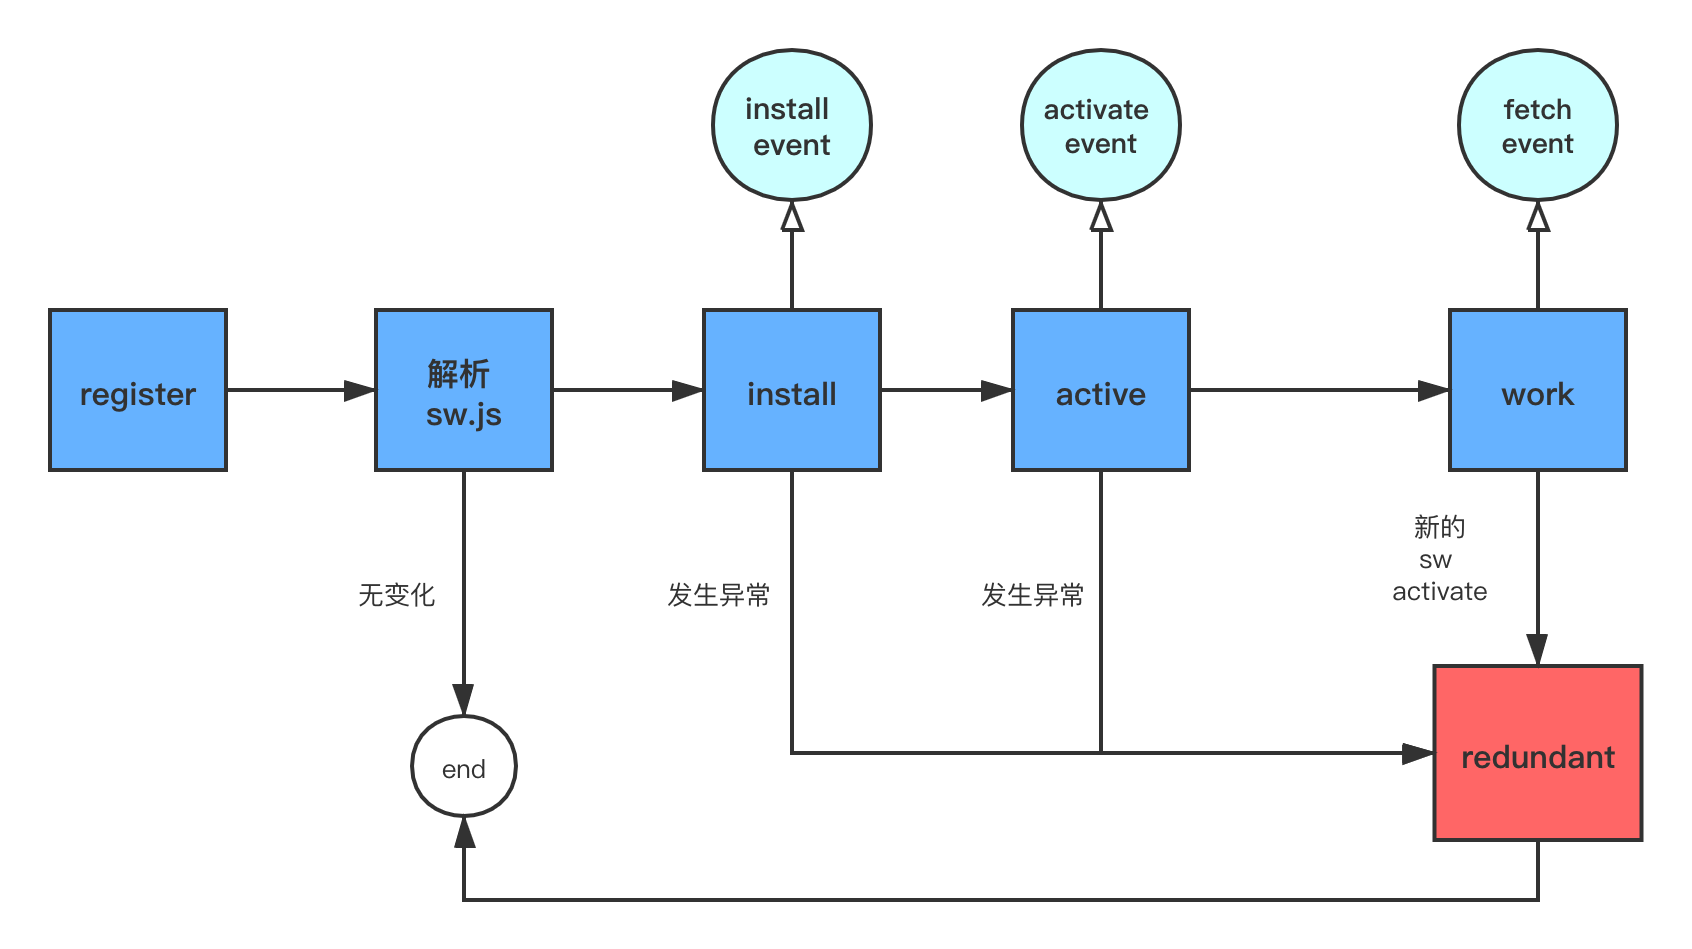 install
event
activate
event
fetch
event
register
解析
sw.js
install
active
work
无变化
发生异常
发生异常
新的
sw
activate
end
redundant